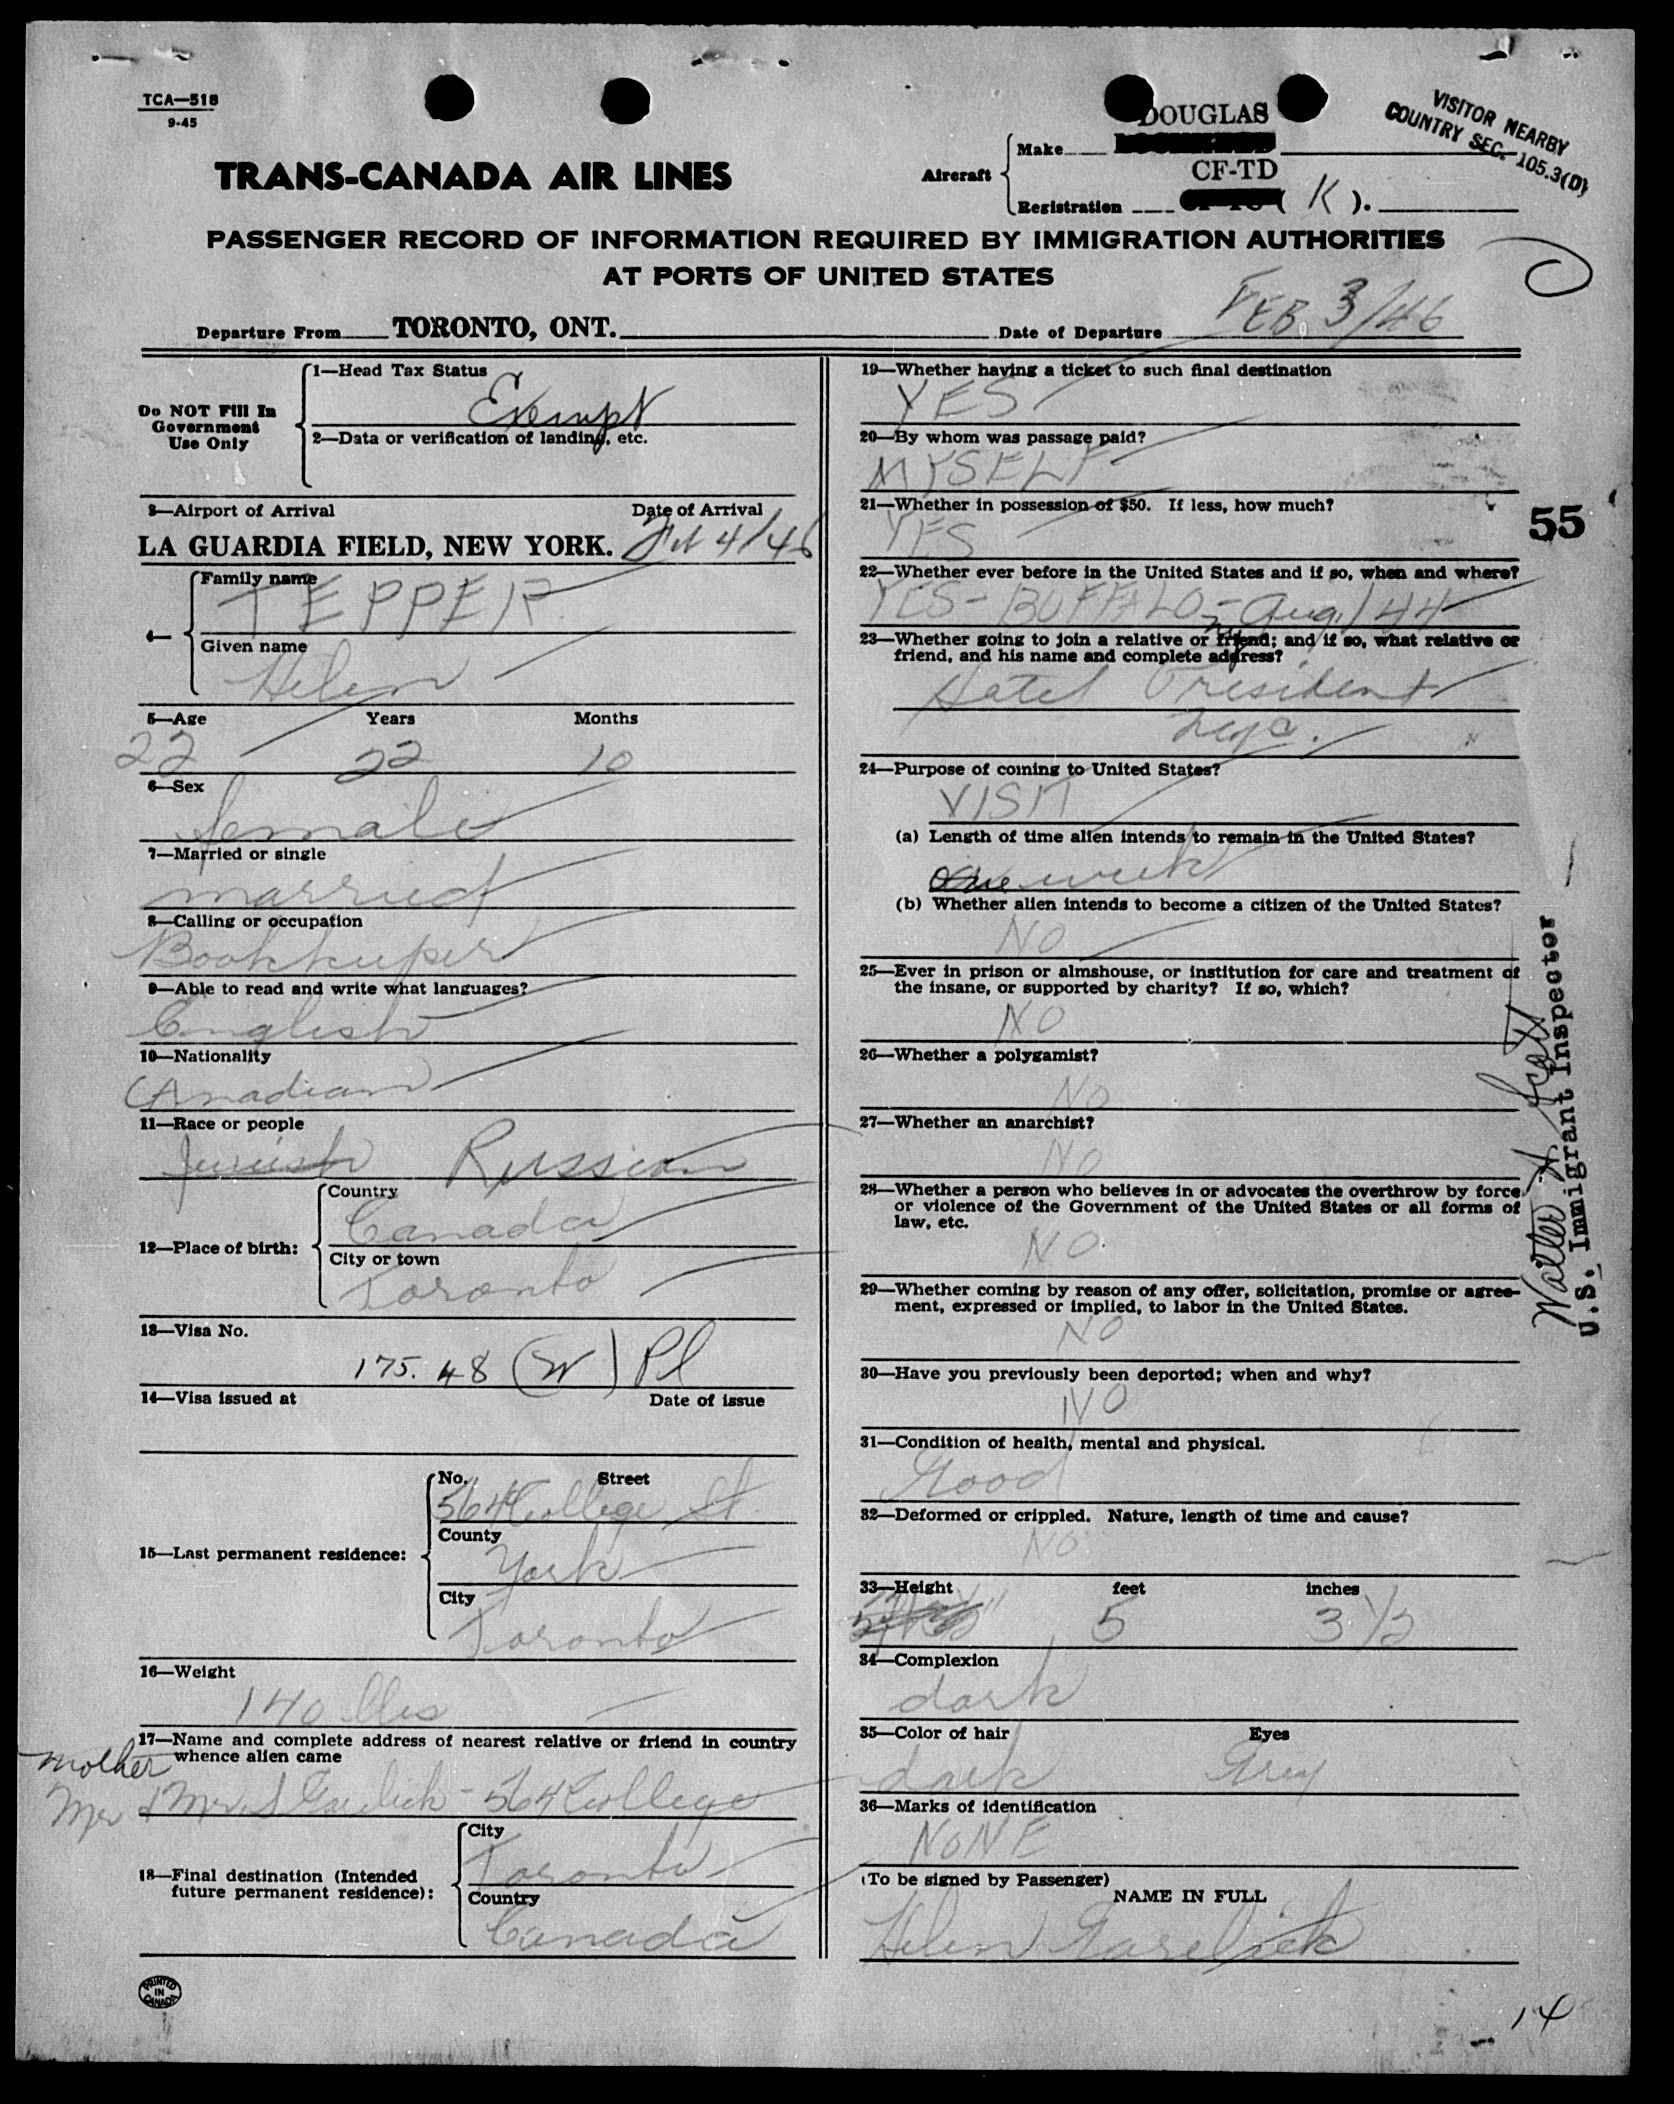 TCA—518
9-45
TRANS-CANADA AIR LINES
Aircraft
Make
DOUGLAS
Registration
CF-TD
( K ).
VISITOR NEARBY
COUNTRY SEC. 105.3(D)
PASSENGER RECORD OF INFORMATION REQUIRED BY IMMIGRATION AUTHORITIES
AT PORTS OF UNITED STATES
Departure From TORONTO, ONT. Date of Departure FEB 3/46
Do NOT Fill In
Government
Use Only
1—Head Tax Status
Exempt
2—Data or verification of landing, etc.
3—Airport of Arrival Date of Arrival
LA GUARDIA FIELD, NEW YORK. Feb 4/46
4—
Family name
TEPPER
Given name
Helen
5—Age Years Months
22 22 10
6—Sex
female
7—Married or single
married
8—Calling or occupation
Bookkeeper
9—Able to read and write what languages?
English
10—Nationality
Canadian
11—Race or people
Jewish Russian
12—Place of birth:
Country
Canada
City or town
Toronto
13—Visa No.
175. 48 (W) Pl
14—Visa issued at Date of issue
15—Last permanent residence:
No. Street
564 College St.
County
York
City
Toronto
16—Weight
140 lbs
17—Name and complete address of nearest relative or friend in country
whence alien came
mother
Mr & Mrs S Garelick - 564 College
18—Final destination (Intended
future permanent residence):
City
Toronto
Country
Canada
PRINTED
IN
CANADA
19—Whether having a ticket to such final destination
YES
20—By whom was passage paid?
MYSELF
21—Whether in possession of $50. If less, how much?
YES
22—Whether ever before in the United States and if so, when and where?
YES - BUFFALO - Aug/44
23—Whether going to join a relative or friend; and if so, what relative or
friend, and his name and complete address?
Hotel President
nyc.
24—Purpose of coming to United States?
VISIT
(a) Length of time alien intends to remain in the United States?
One week
(b) Whether alien intends to become a citizen of the United States?
NO
25—Ever in prison or almshouse, or institution for care and treatment of
the insane, or supported by charity? If so, which?
NO
26—Whether a polygamist?
NO
27—Whether an anarchist?
NO
28—Whether a person who believes in or advocates the overthrow by force
or violence of the Government of the United States or all forms of
law, etc.
NO.
29—Whether coming by reason of any offer, solicitation, promise or agree-
ment, expressed or implied, to labor in the United States.
NO
30—Have you previously been deported; when and why?
NO
31—Condition of health, mental and physical.
Good
32—Deformed or crippled. Nature, length of time and cause?
NO
33—Height feet inches
5 3 1/2
34—Complexion
dark
35—Color of hair Eyes
dark Grey
36—Marks of identification
NONE
(To be signed by Passenger)
NAME IN FULL
Helen Garelick
55
Walter A Scott
U.S. Immigrant Inspector
14